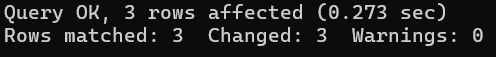 Query OK, 3 rows affected (0.273 sec)
Rows matched: 3  Changed: 3  Warnings: 0